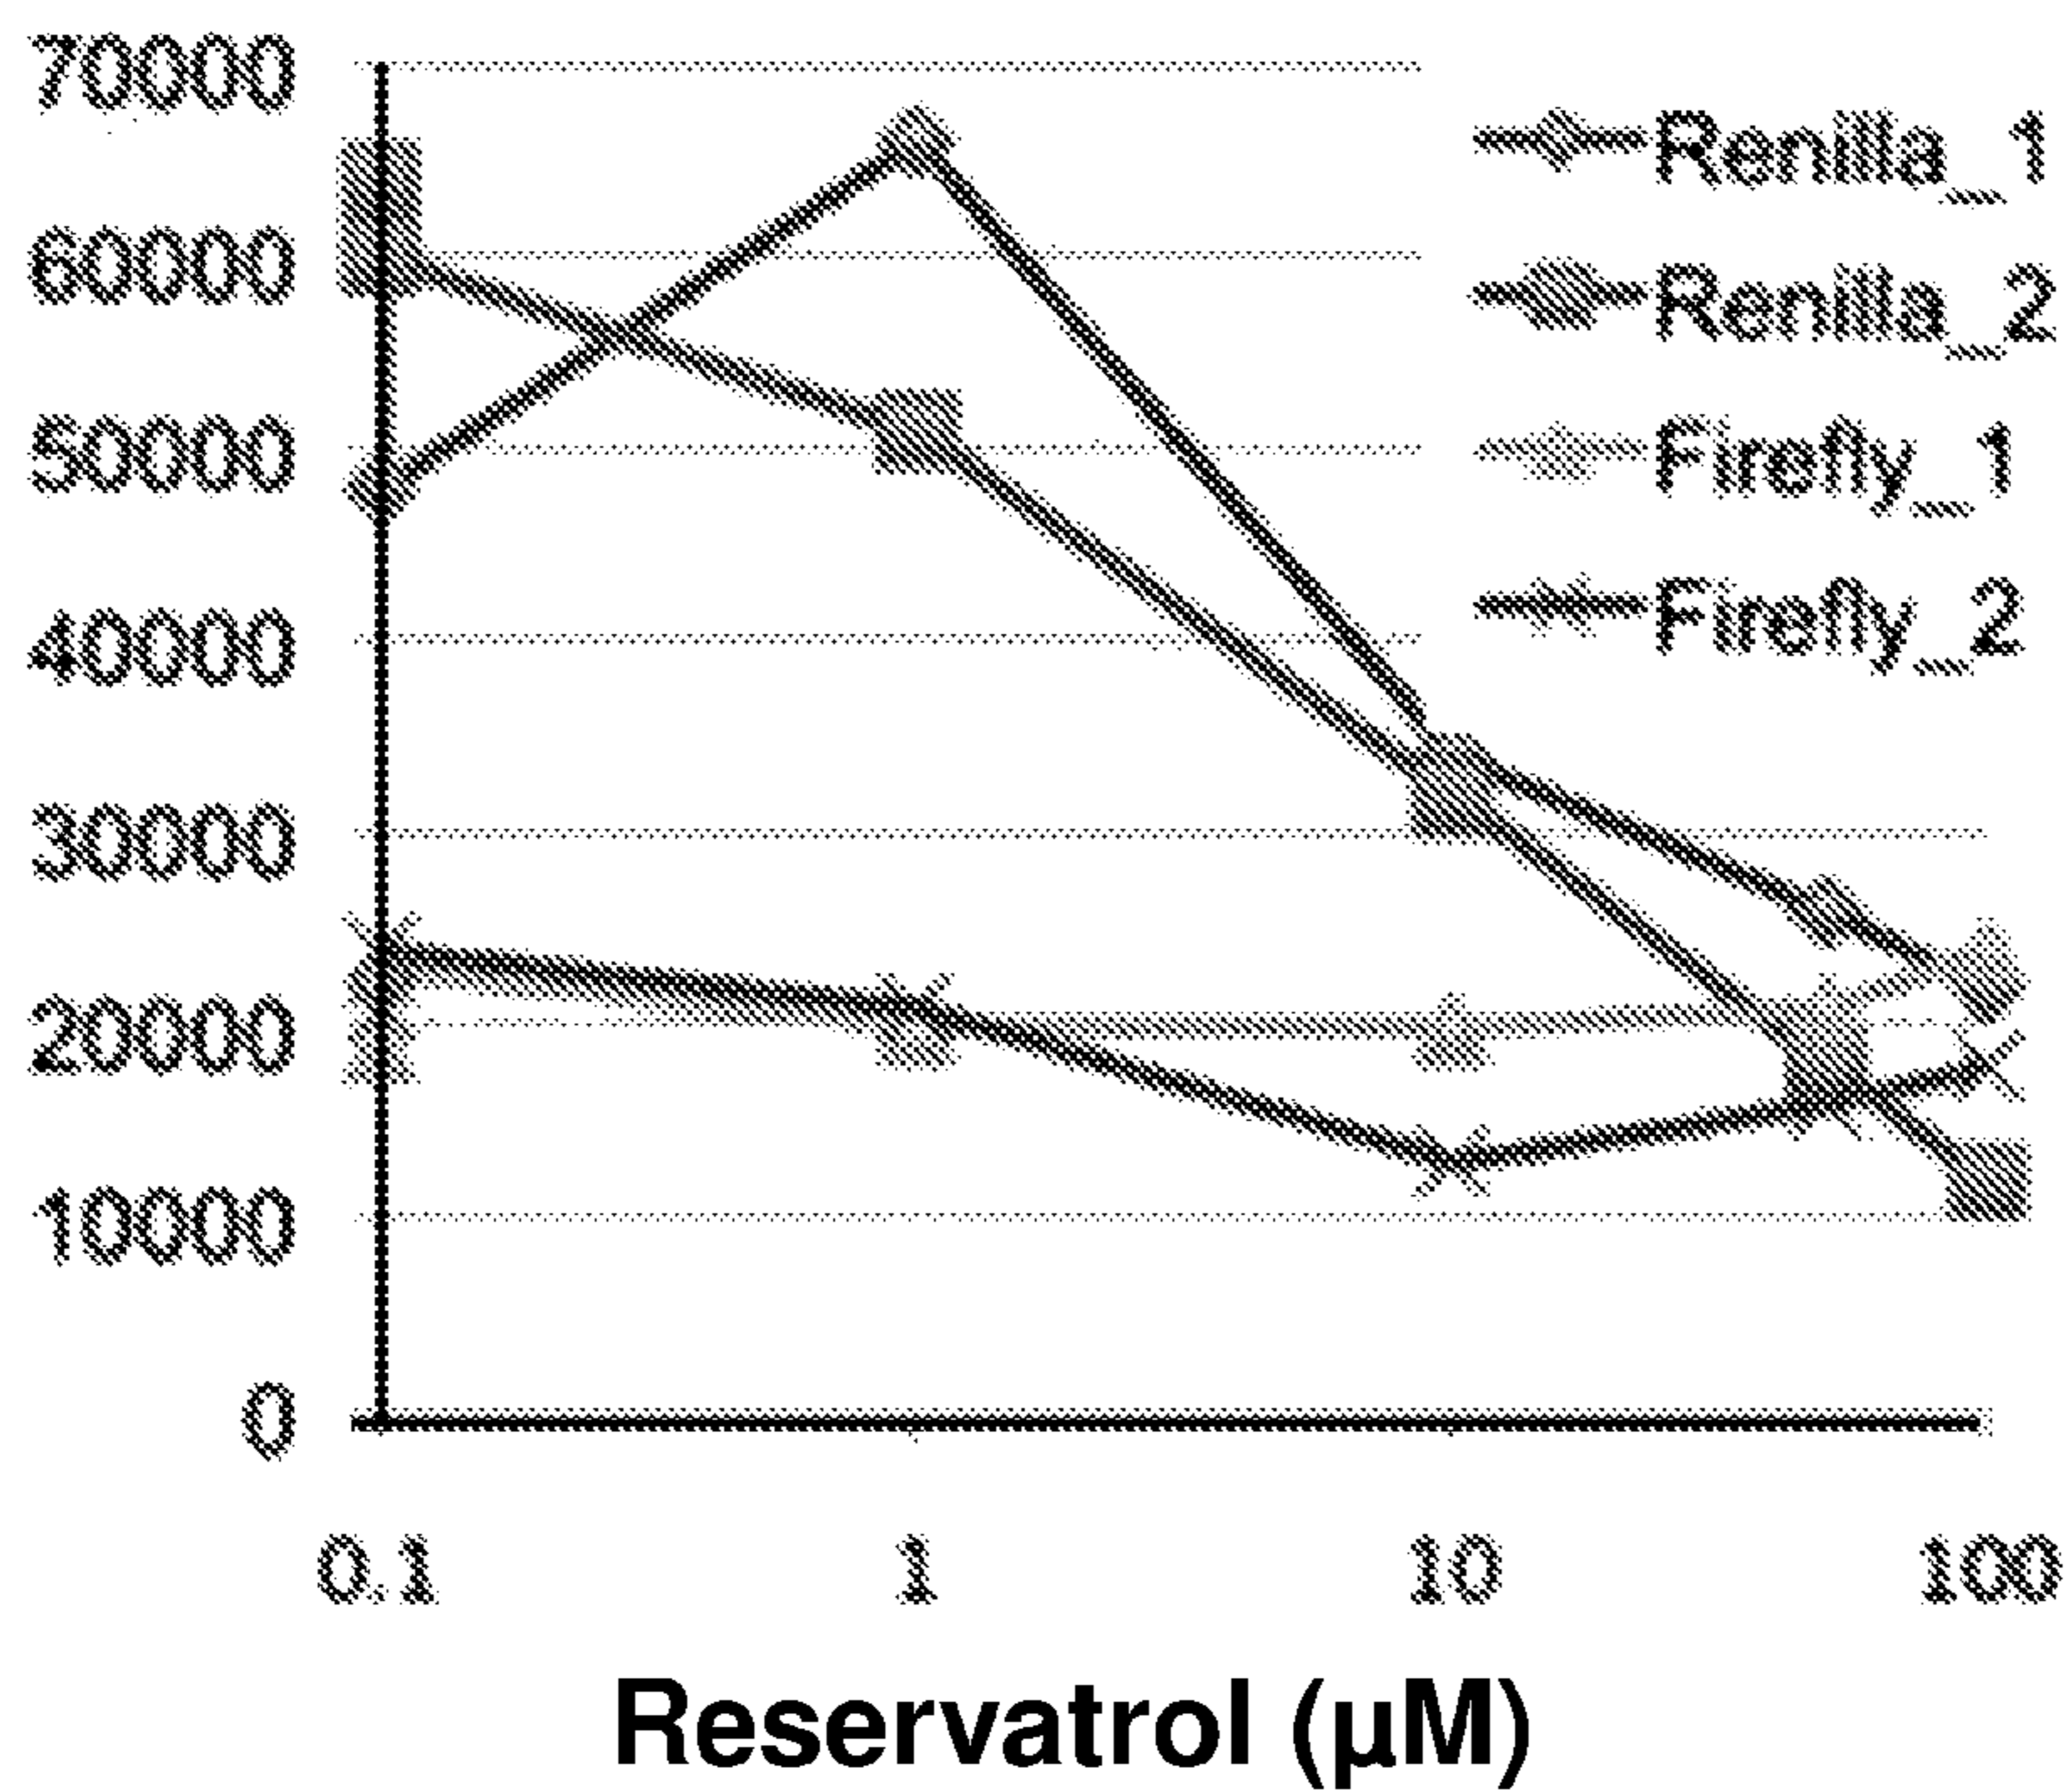 70000
60000
50000
40000
30000
20000
10000
0
0.1 1 10 100
Reservatrol (μM)
Renilla_1
Renilla_2
Firefly_1
Firefly_2